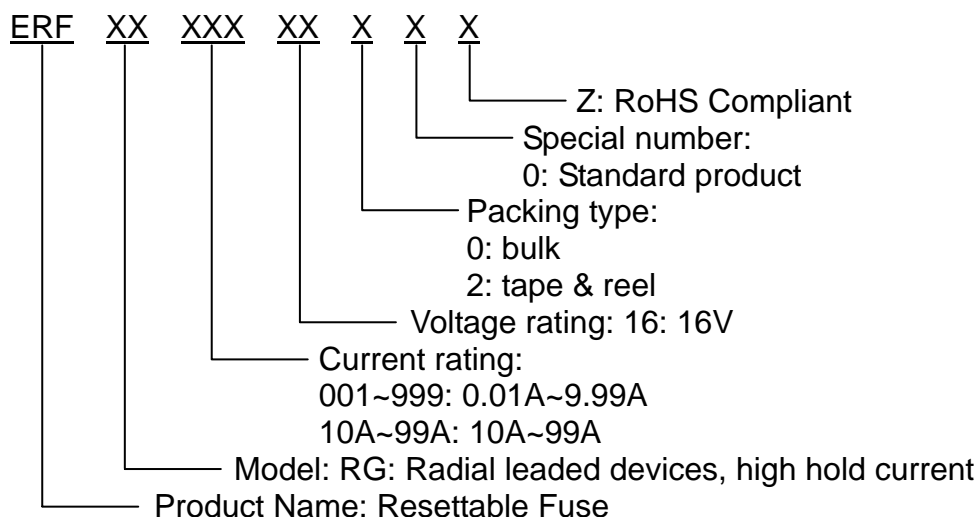 ERF XX XXX XX X X X
Z: RoHS Compliant
Special number:
0: Standard product
Packing type:
0: bulk
2: tape & reel
Voltage rating: 16: 16V
Current rating:
001~999: 0.01A~9.99A
10A~99A: 10A~99A
Model: RG: Radial leaded devices, high hold current
Product Name: Resettable Fuse